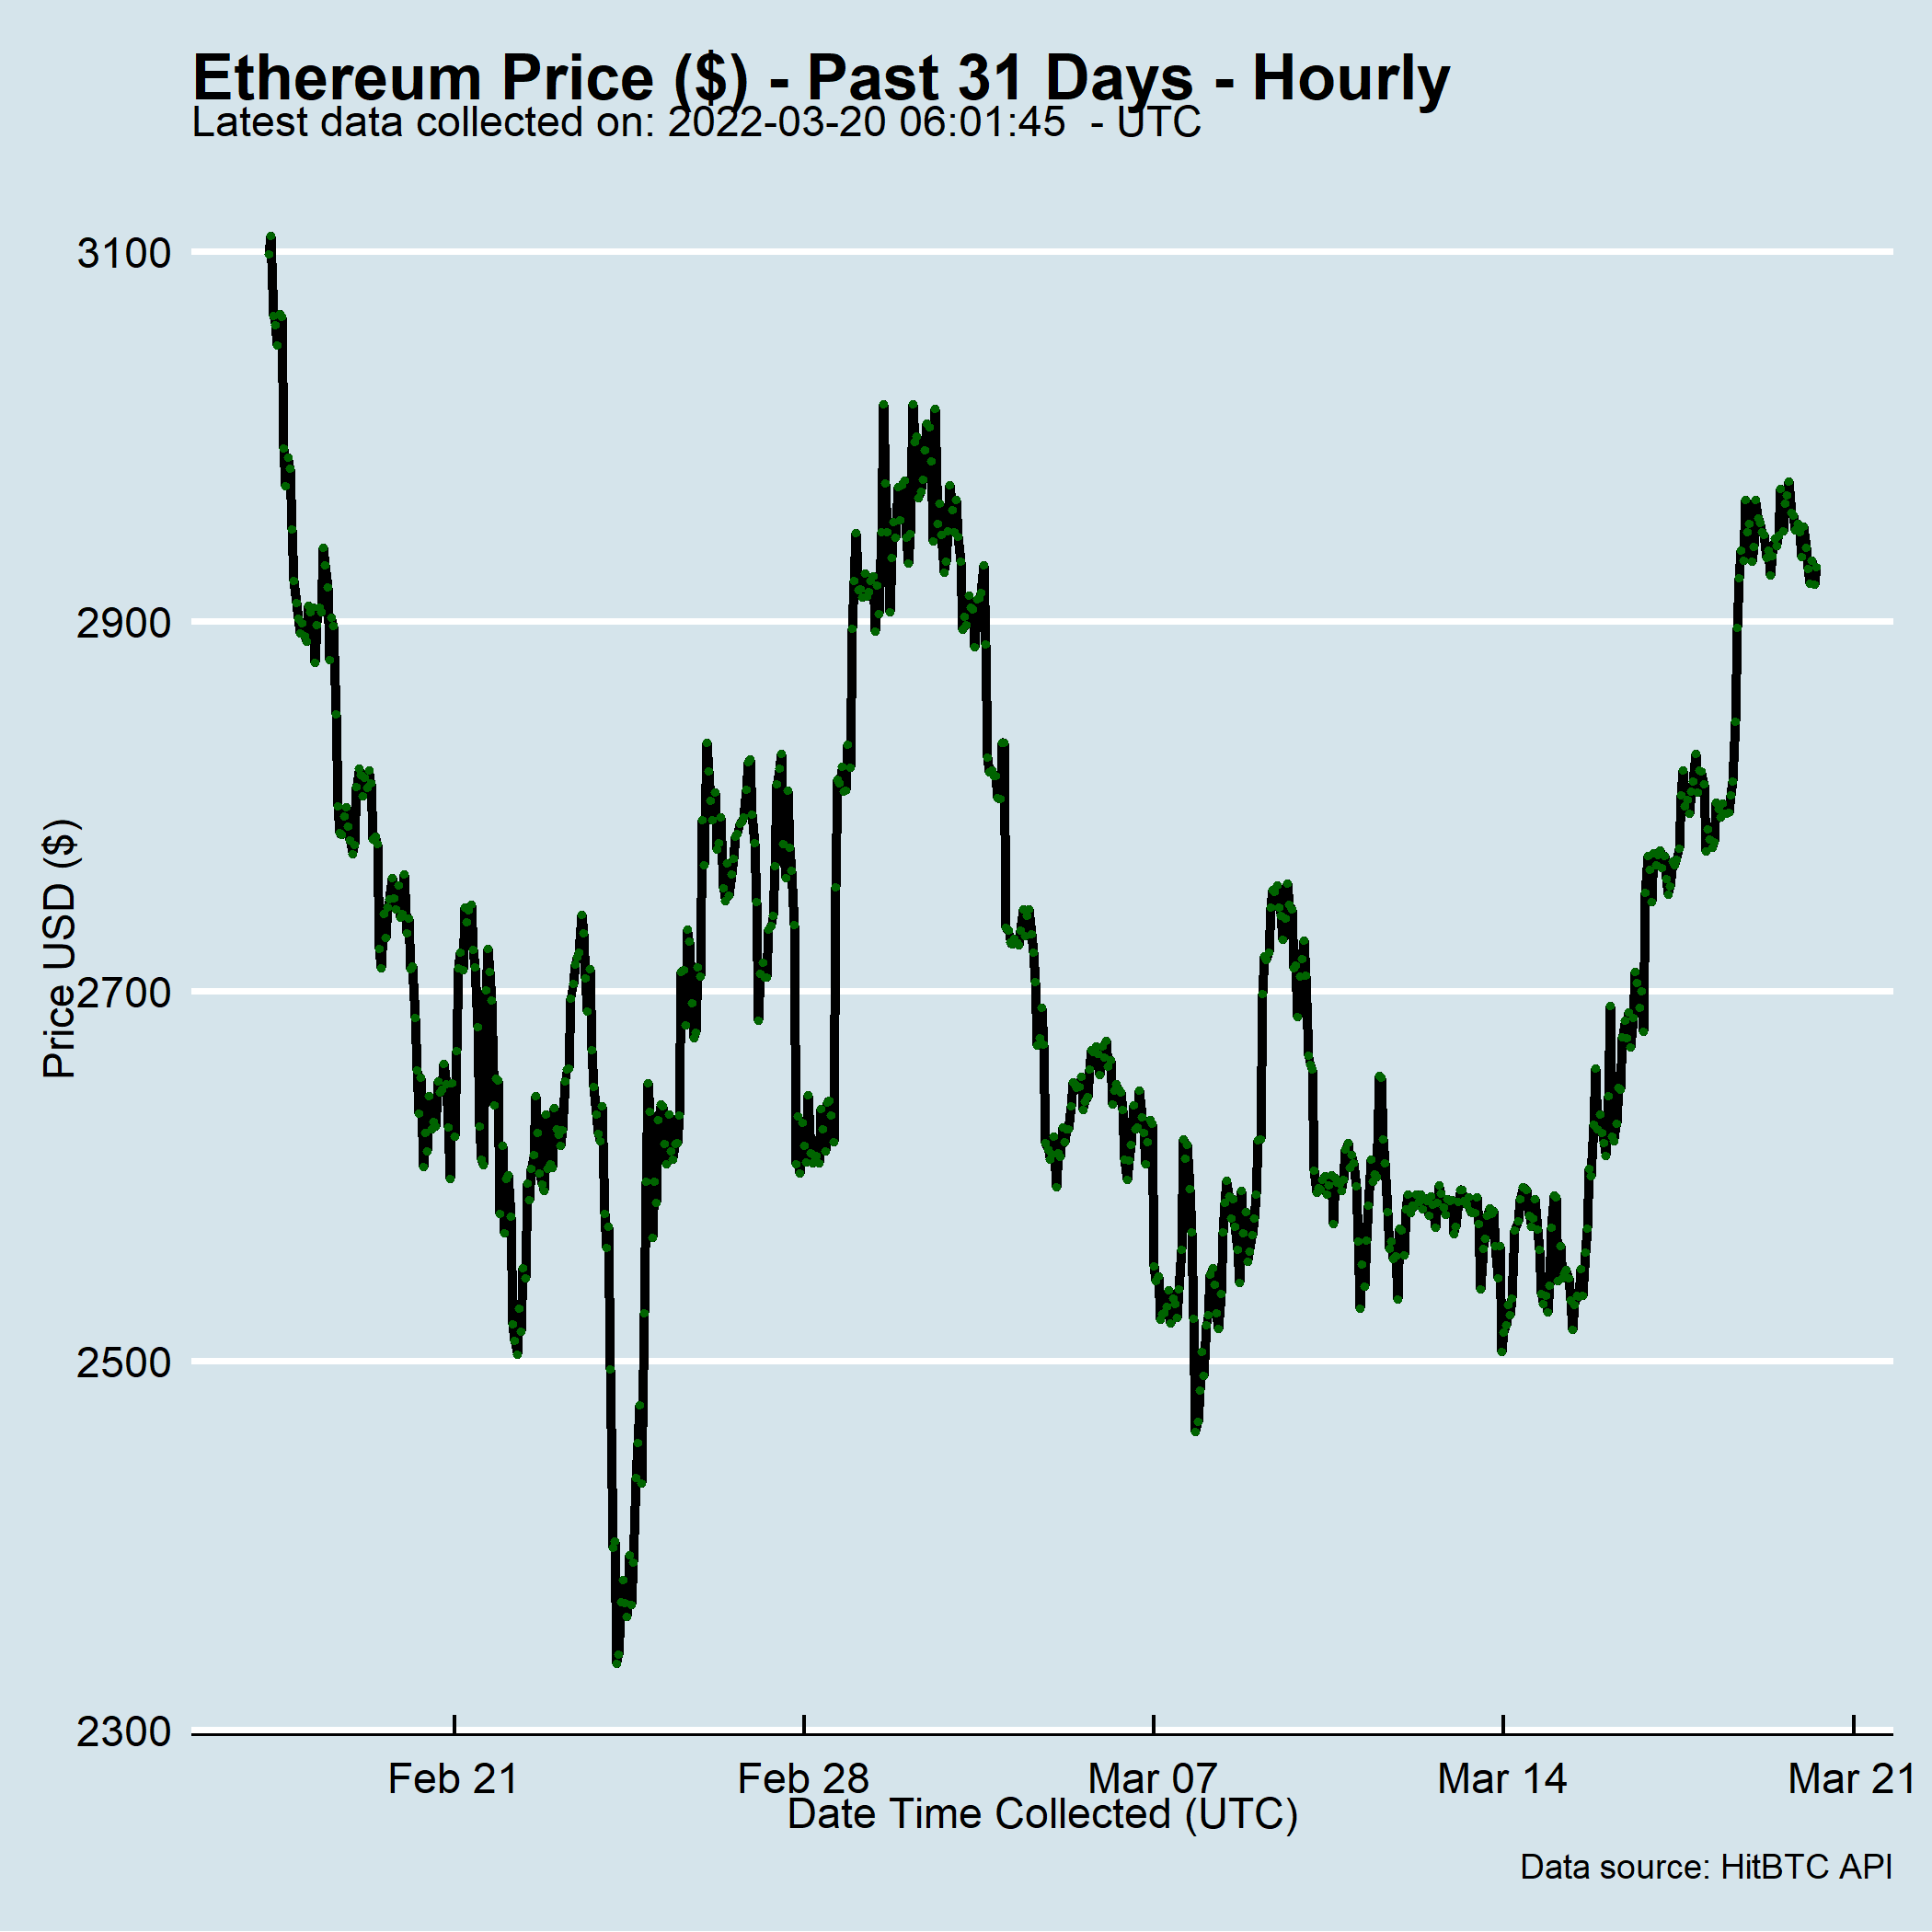 Ethereum Price ($) - Past 31 Days - Hourly
Latest data collected on: 2022-03-20 06:01:45  - UTC
3100
2900
2700
2500
2300
Price USD ($)
Feb 21
Feb 28
Mar 07
Mar 14
Mar 21
Date Time Collected (UTC)
Data source: HitBTC API